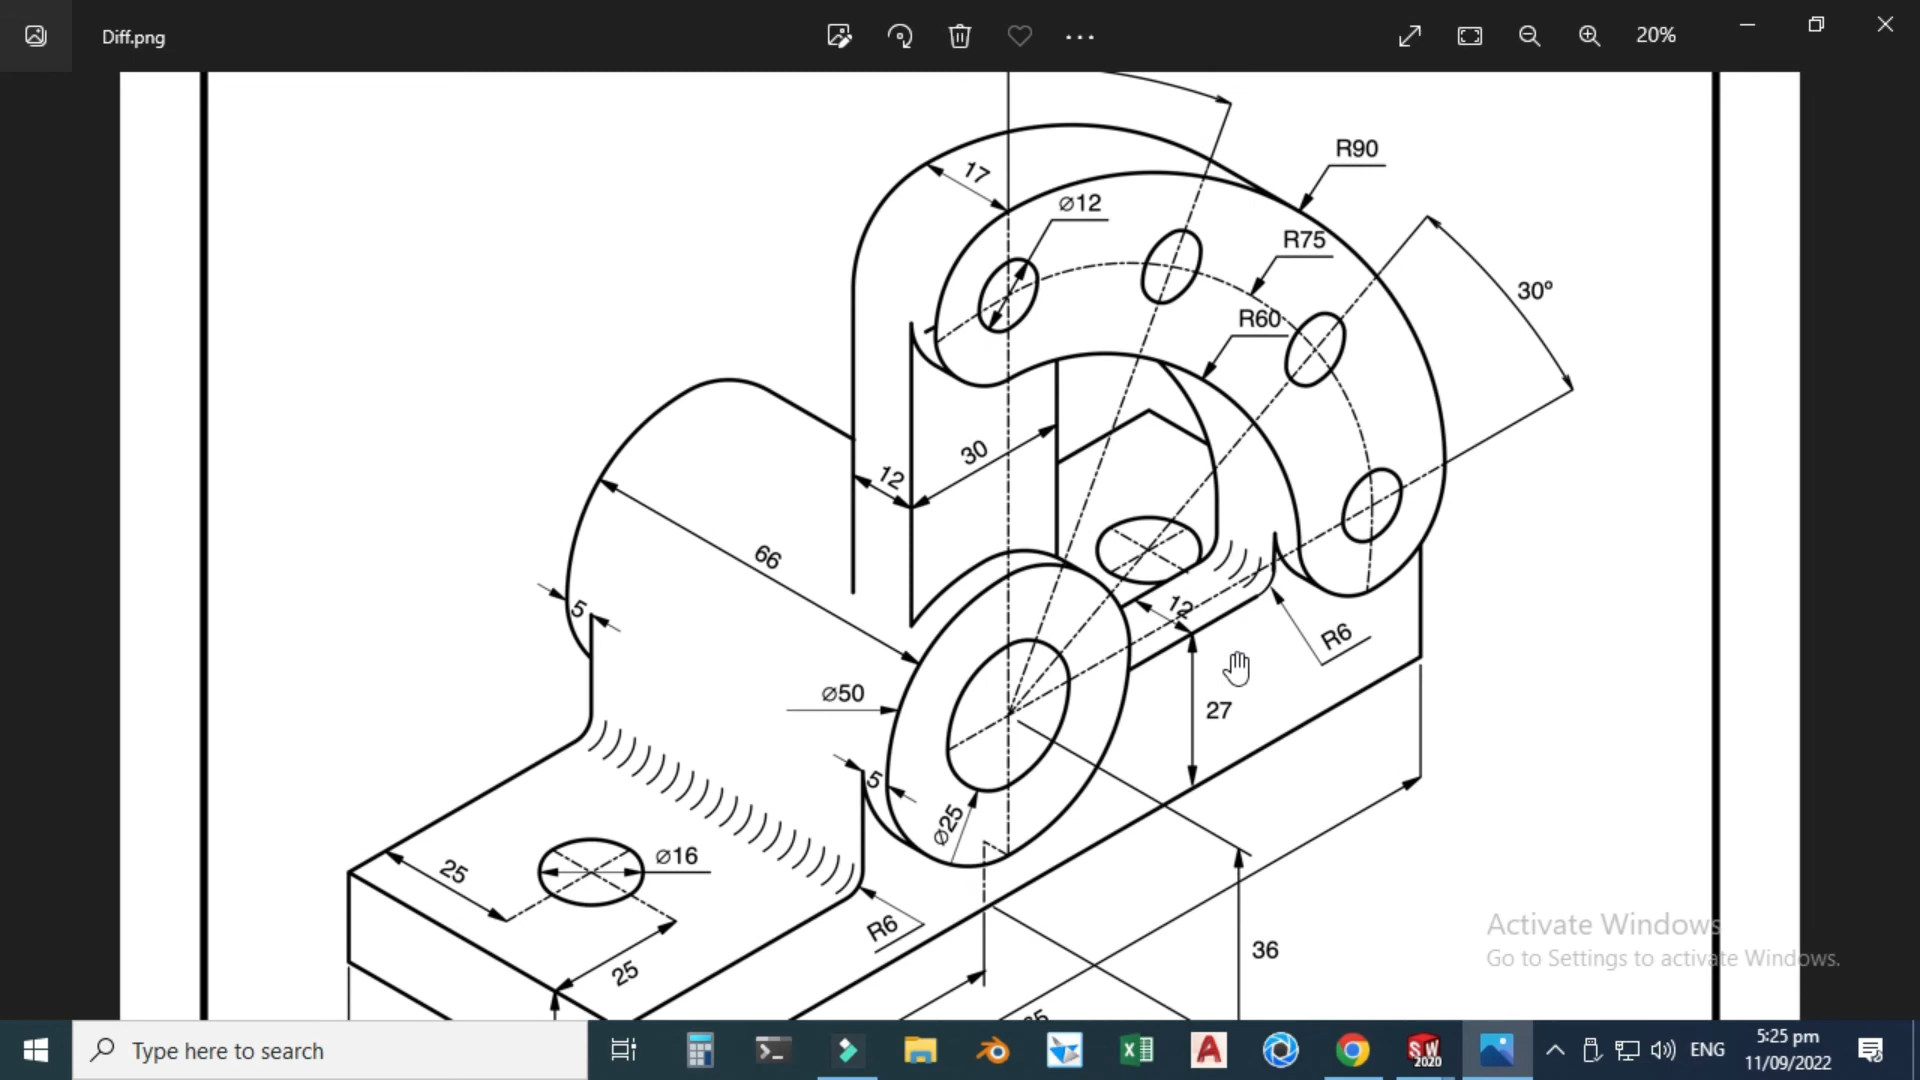 Diff.png
20%
R90
17
⌀12
R75
R60
30°
30
12
66
5
12
R6
⌀50
27
5
⌀25
⌀16
25
R6
25
36
Activate Windows
Go to Settings to activate Windows.
Type here to search
SW
2020
ENG
5:25 pm
11/09/2022